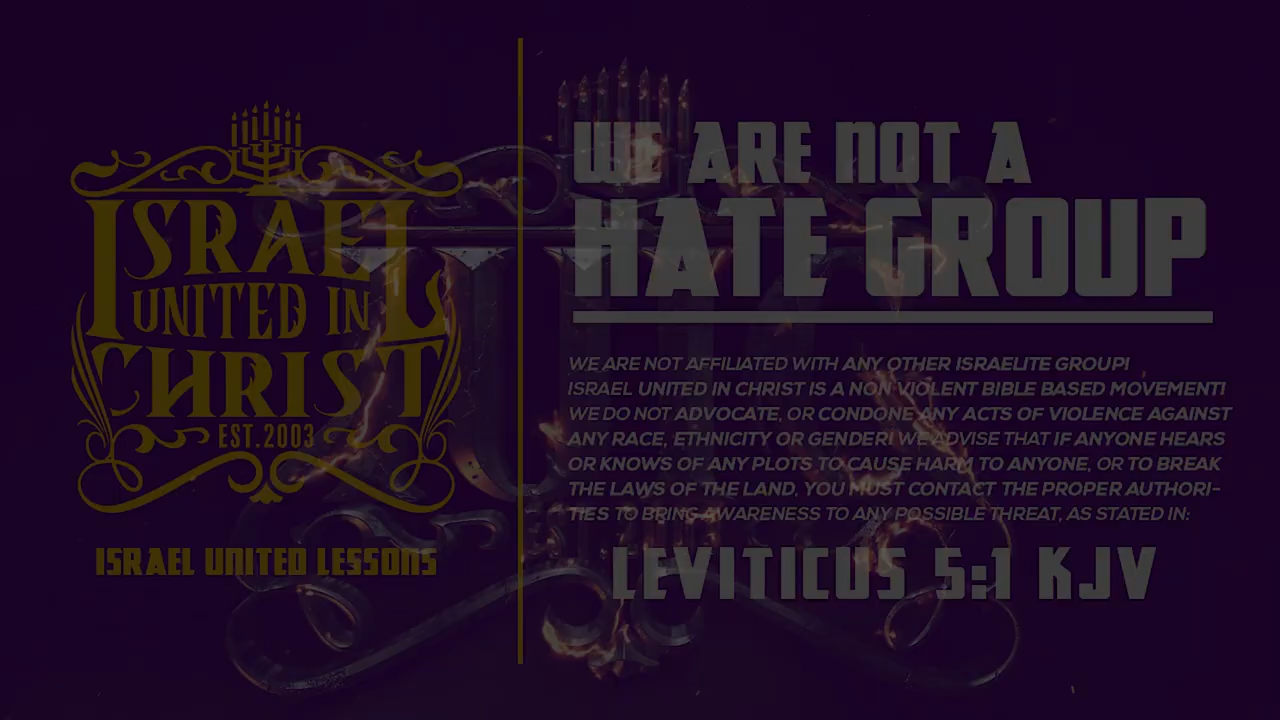 ISRAEL
UNITED IN
CHRIST
EST.2003
ISRAEL UNITED LESSONS
WE ARE NOT A
HATE GROUP
WE ARE NOT AFFILIATED WITH ANY OTHER ISRAELITE GROUP!
ISRAEL UNITED IN CHRIST IS A NON VIOLENT BIBLE BASED MOVEMENT!
WE DO NOT ADVOCATE, OR CONDONE ANY ACTS OF VIOLENCE AGAINST
ANY RACE, ETHNICITY OR GENDER! WE ADVISE THAT IF ANYONE HEARS
OR KNOWS OF ANY PLOTS TO CAUSE HARM TO ANYONE, OR TO BREAK
THE LAWS OF THE LAND, YOU MUST CONTACT THE PROPER AUTHORI-
TIES TO BRING AWARENESS TO ANY POSSIBLE THREAT, AS STATED IN:
LEVITICUS 5:1 KJV